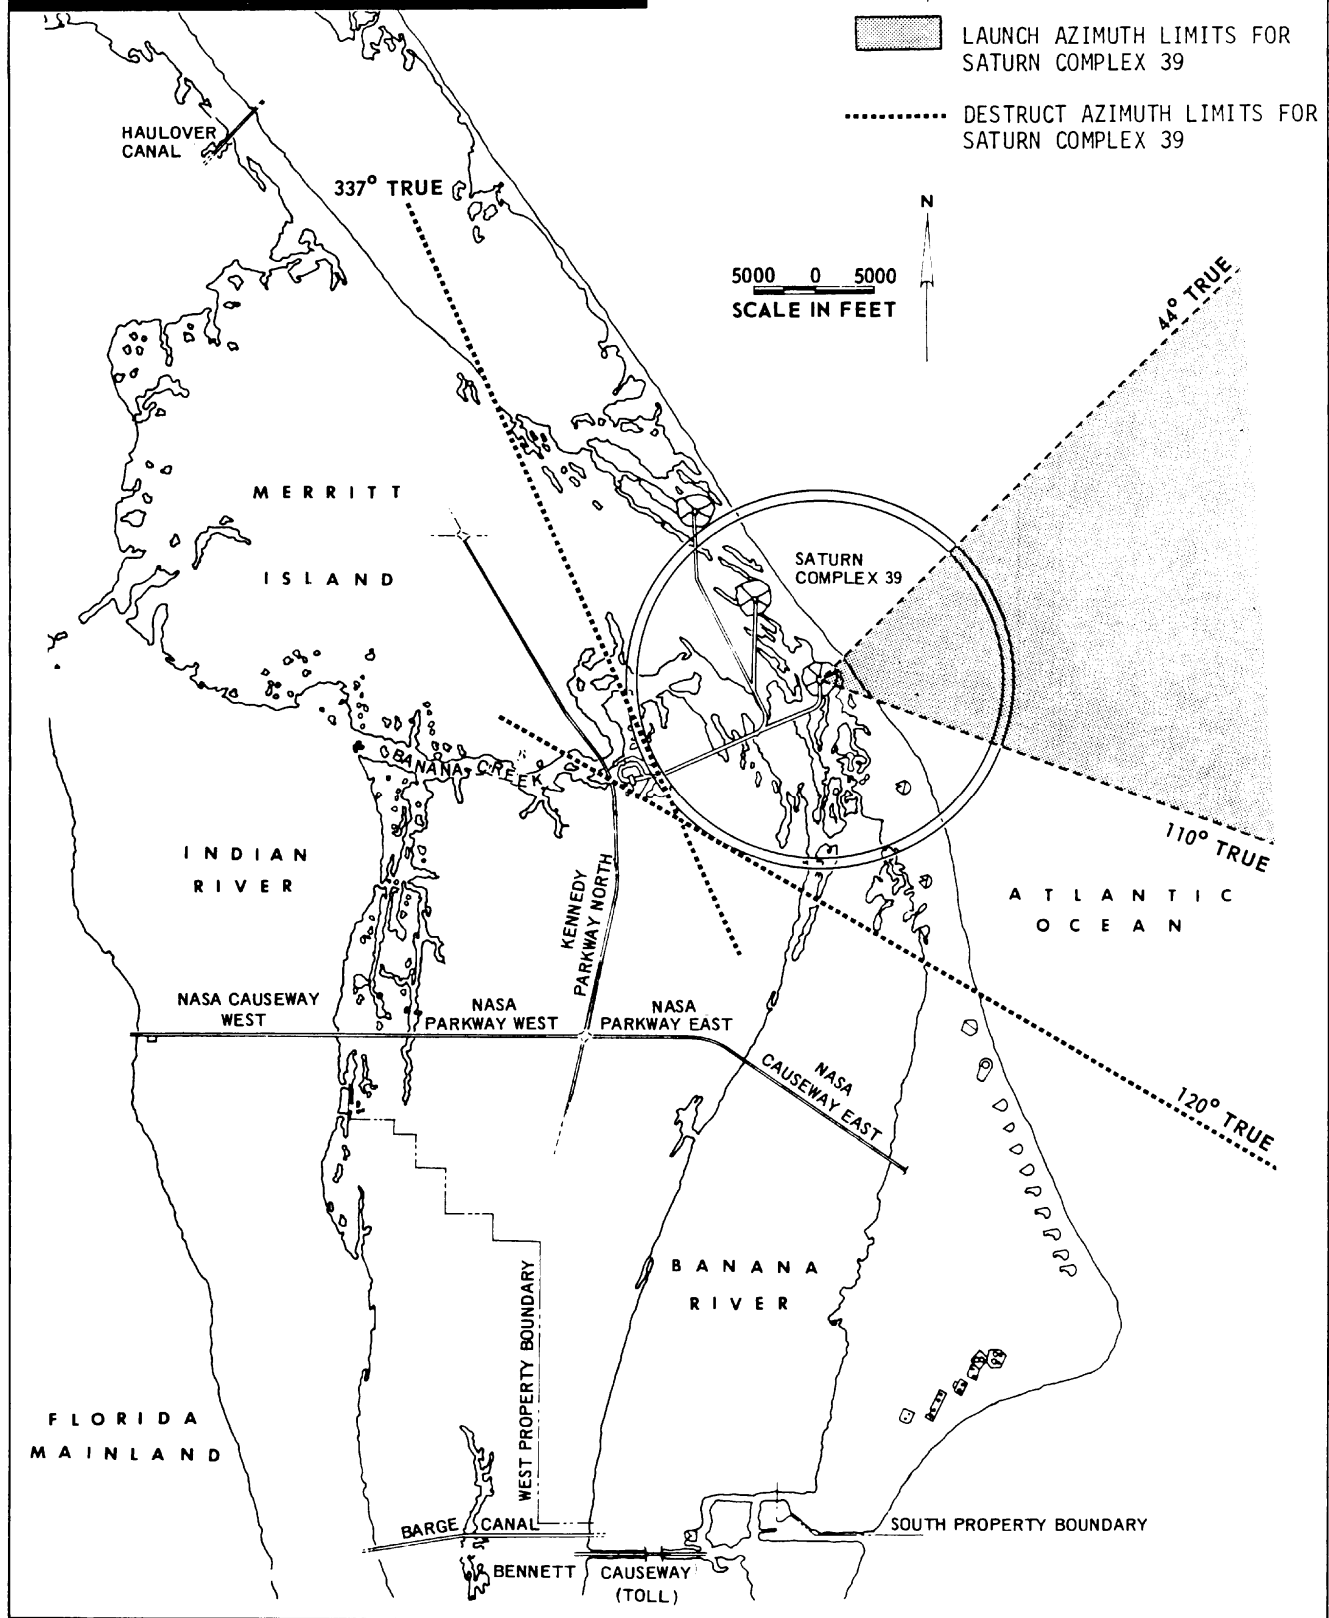 LAUNCH AZIMUTH LIMITS FOR
SATURN COMPLEX 39
DESTRUCT AZIMUTH LIMITS FOR
SATURN COMPLEX 39
HAULOVER
CANAL
337° TRUE
N
5000 0 5000
SCALE IN FEET
44° TRUE
MERRITT
ISLAND
SATURN
COMPLEX 39
BANANA CREEK
110° TRUE
INDIAN
RIVER
KENNEDY
PARKWAY NORTH
ATLANTIC
OCEAN
NASA CAUSEWAY
WEST
NASA
PARKWAY WEST
NASA
PARKWAY EAST
NASA
CAUSEWAY EAST
120° TRUE
BANANA
RIVER
WEST PROPERTY BOUNDARY
FLORIDA
MAINLAND
BARGE CANAL
SOUTH PROPERTY BOUNDARY
BENNETT CAUSEWAY
(TOLL)